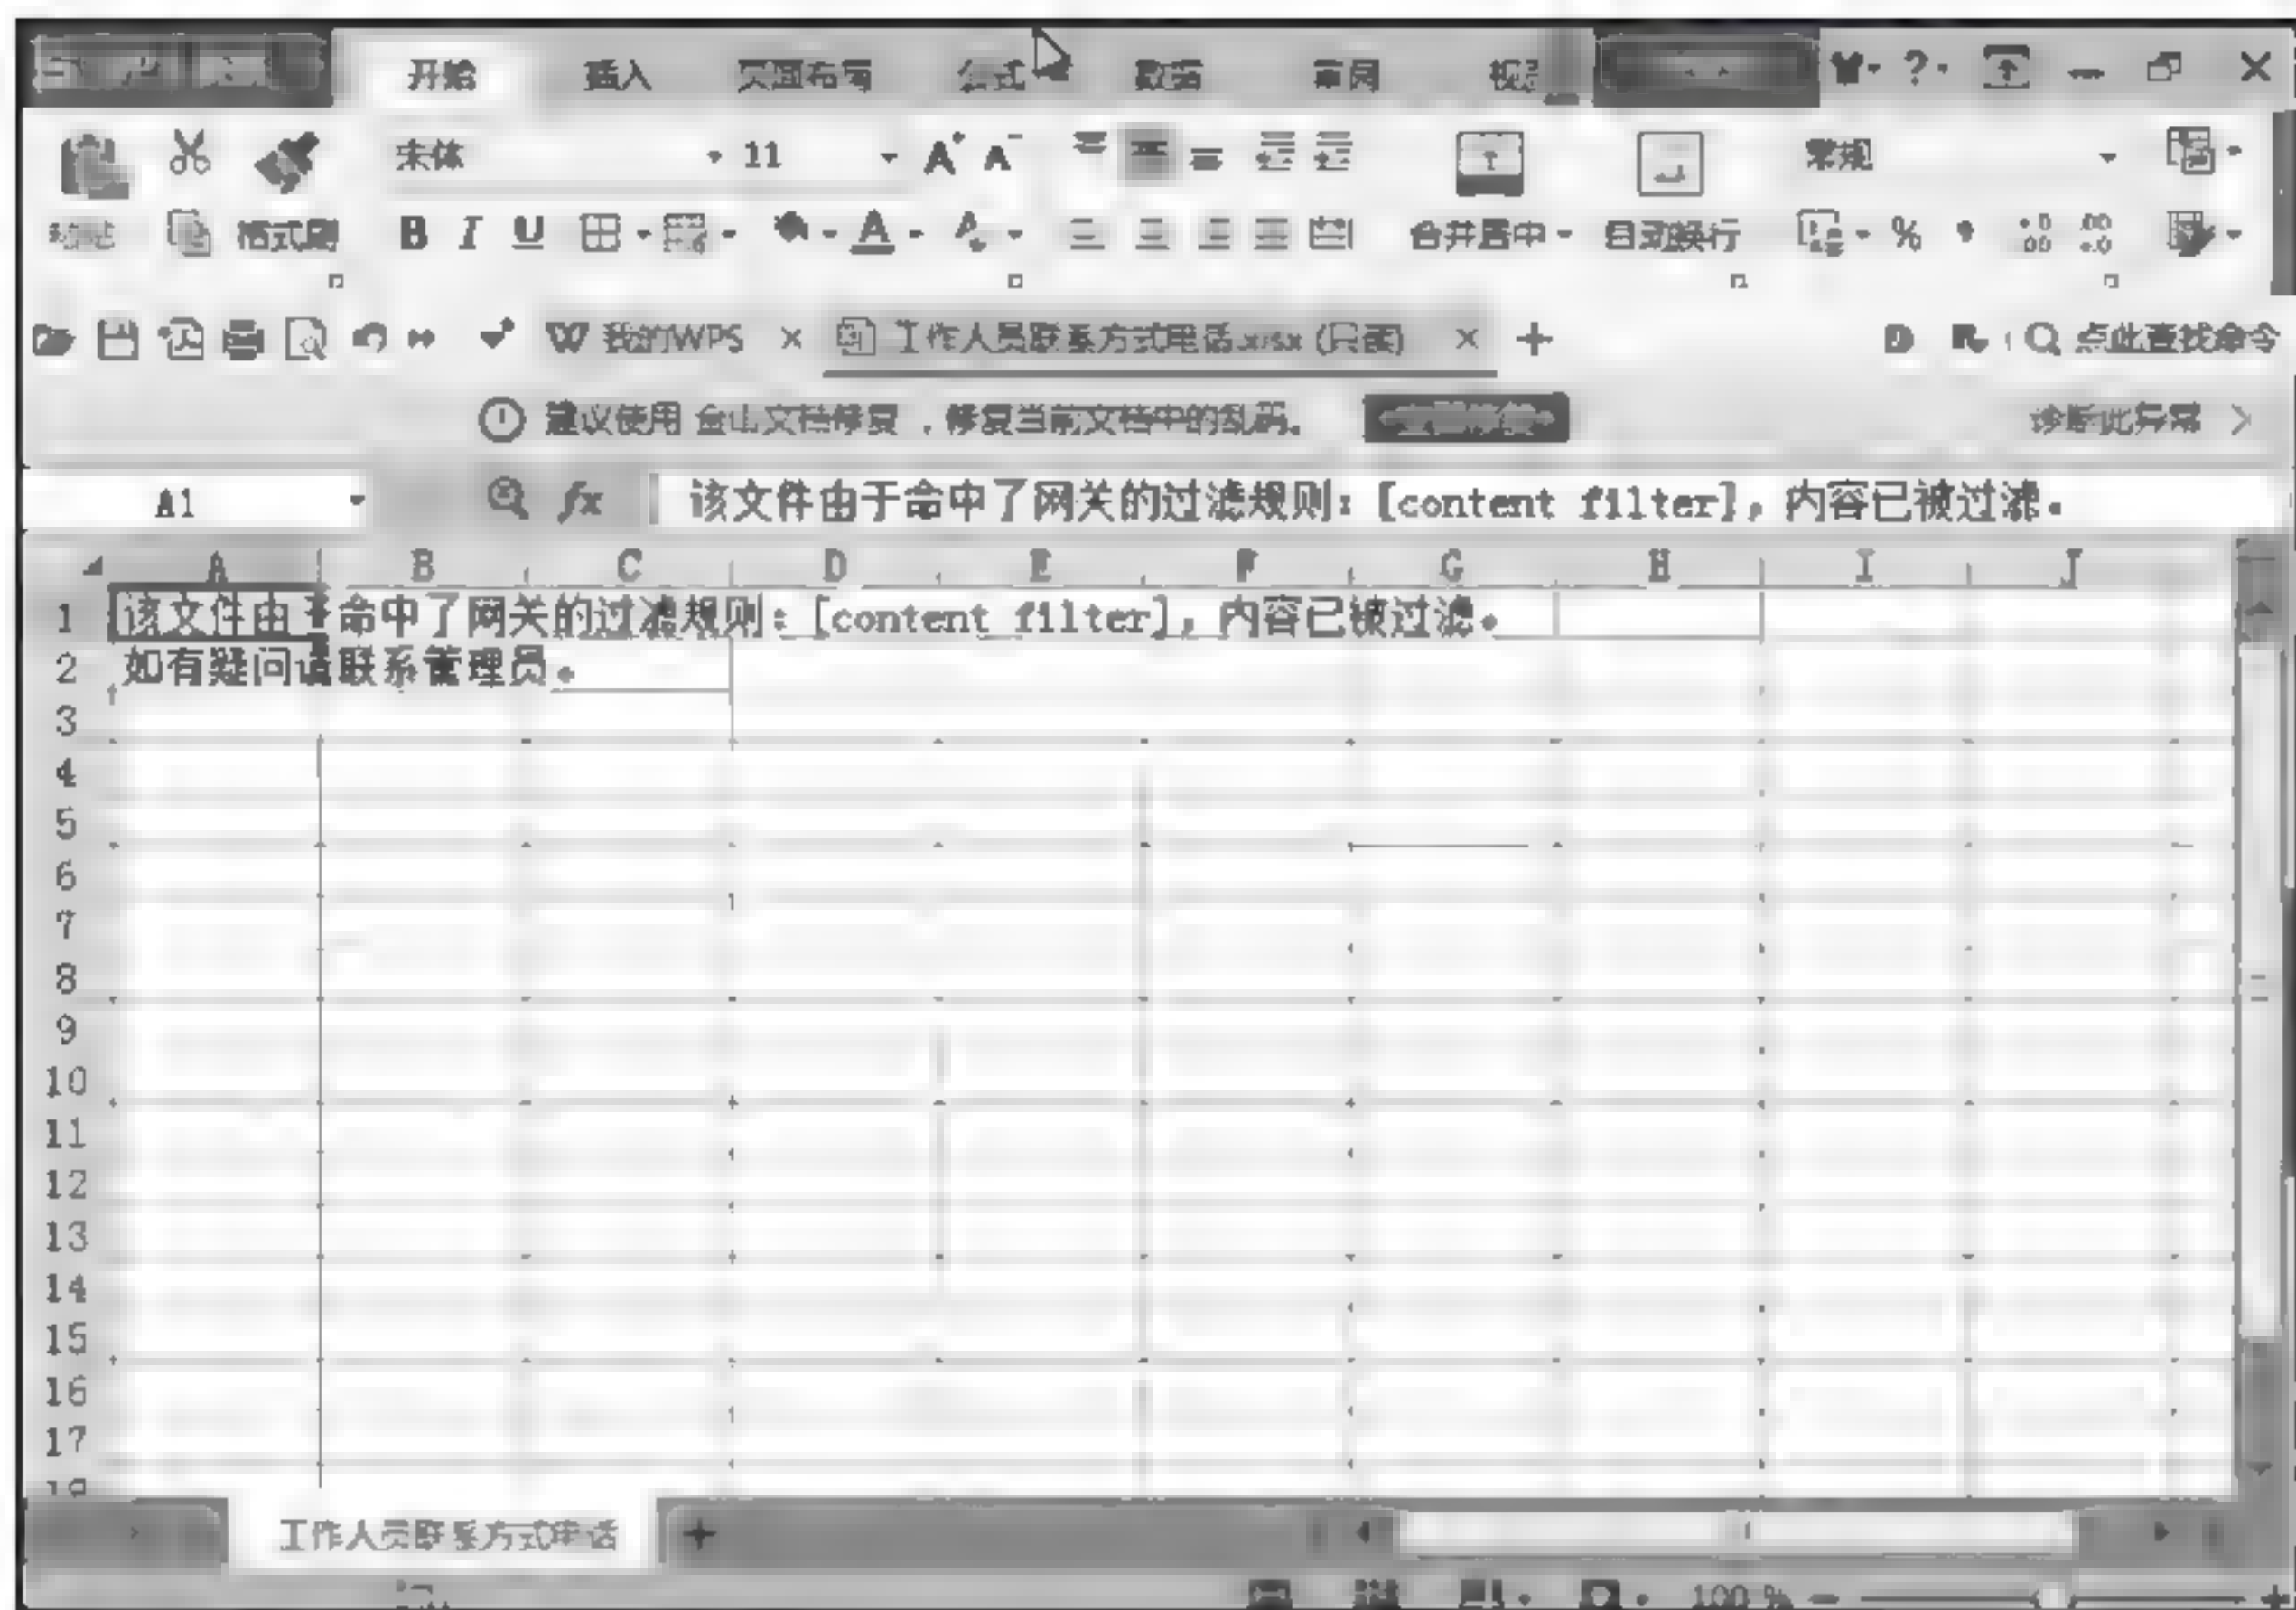 开始 插入 页面布局 公式 数据 审阅
宋体 11 常规
格式刷 B I U A 合并居中 自动换行 % 
我的WPS 工作人员联系方式电话.xlsx (只读) 点此查找命令
建议使用 金山文档修复 ，修复当前文档中的乱码。 诊断此异常
A1 fx 该文件由于命中了网关的过滤规则: [content filter], 内容已被过滤。
A B C D E F G H I J
1 该文件由于命中了网关的过滤规则: [content filter], 内容已被过滤。
2 如有疑问请联系管理员。
3
4
5
6
7
8
9
10
11
12
13
14
15
16
17
18
工作人员联系方式电话
100 %